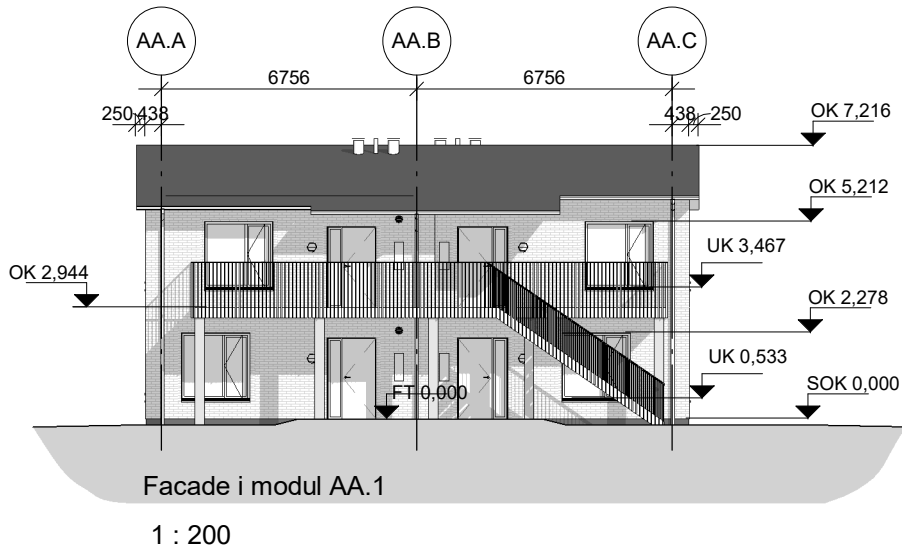 AA.A AA.B AA.C
6756 6756
250 438 438 250
OK 7,216
OK 5,212
UK 3,467
OK 2,944
OK 2,278
UK 0,533
FT 0,000 SOK 0,000
Facade i modul AA.1
1 : 200